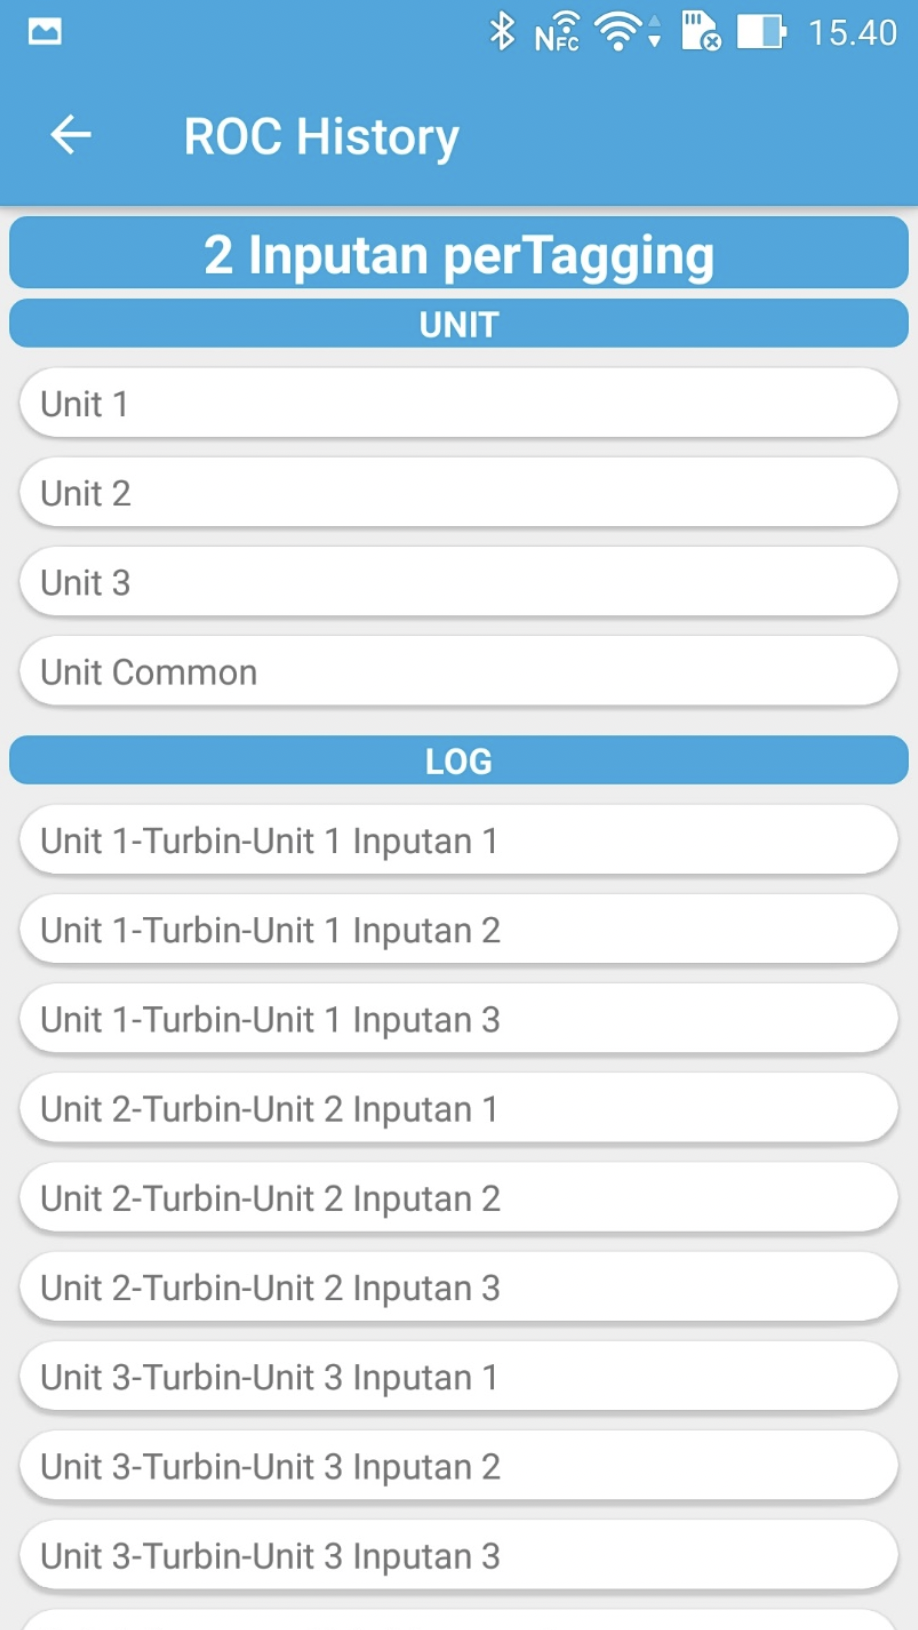 NFC 15.40
ROC History
2 Inputan perTagging
UNIT
Unit 1
Unit 2
Unit 3
Unit Common
LOG
Unit 1-Turbin-Unit 1 Inputan 1
Unit 1-Turbin-Unit 1 Inputan 2
Unit 1-Turbin-Unit 1 Inputan 3
Unit 2-Turbin-Unit 2 Inputan 1
Unit 2-Turbin-Unit 2 Inputan 2
Unit 2-Turbin-Unit 2 Inputan 3
Unit 3-Turbin-Unit 3 Inputan 1
Unit 3-Turbin-Unit 3 Inputan 2
Unit 3-Turbin-Unit 3 Inputan 3